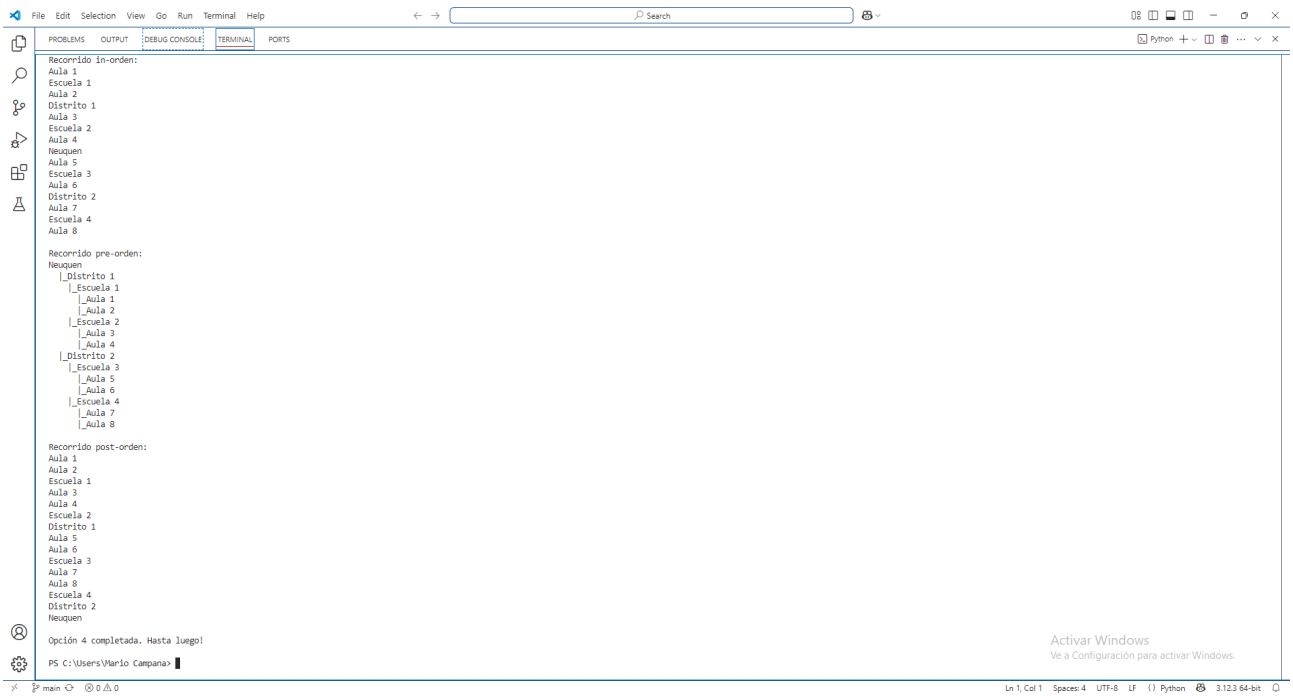 File Edit Selection View Go Run Terminal Help
Search
PROBLEMS OUTPUT DEBUG CONSOLE TERMINAL PORTS
Python
Recorrido in-orden:
Aula 1
Escuela 1
Aula 2
Distrito 1
Aula 3
Escuela 2
Aula 4
Neuquen
Aula 5
Escuela 3
Aula 6
Distrito 2
Aula 7
Escuela 4
Aula 8
Recorrido pre-orden:
Neuquen
|_Distrito 1
|_Escuela 1
|_Aula 1
|_Aula 2
|_Escuela 2
|_Aula 3
|_Aula 4
|_Distrito 2
|_Escuela 3
|_Aula 5
|_Aula 6
|_Escuela 4
|_Aula 7
|_Aula 8
Recorrido post-orden:
Aula 1
Aula 2
Escuela 1
Aula 3
Aula 4
Escuela 2
Distrito 1
Aula 5
Aula 6
Escuela 3
Aula 7
Aula 8
Escuela 4
Distrito 2
Neuquen
Opción 4 completada. Hasta luego!
PS C:\Users\Mario Campana>
Activar Windows
Ve a Configuración para activar Windows.
main 0 0 Ln 1, Col 1 Spaces: 4 UTF-8 LF {} Python 3.12.3 64-bit